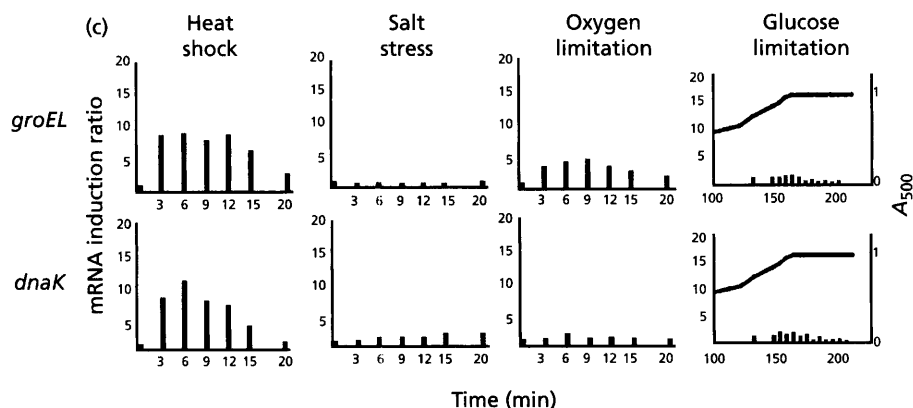 (c)
Heat shock
Salt stress
Oxygen limitation
Glucose limitation
groEL
mRNA induction ratio
20
15
10
5
3 6 9 12 15 20
20
15
10
5
3 6 9 12 15 20
20
15
10
5
3 6 9 12 15 20
20
15
10
5
100 150 200
1
0
A500
dnaK
20
15
10
5
3 6 9 12 15 20
20
15
10
5
3 6 9 12 15 20
20
15
10
5
3 6 9 12 15 20
20
15
10
5
100 150 200
1
0
Time (min)